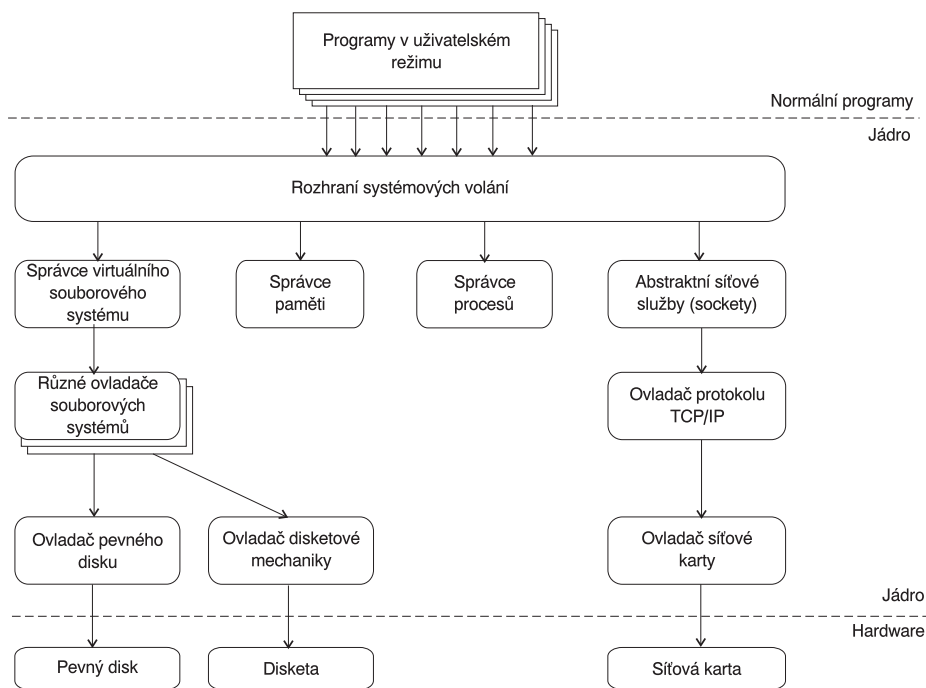 Programy v uživatelském
režimu
Normální programy
Jádro
Rozhraní systémových volání
Správce virtuálního
souborového
systému
Správce
paměti
Správce
procesů
Abstraktní síťové
služby (sockety)
Různé ovladače
souborových
systémů
Ovladač protokolu
TCP/IP
Ovladač pevného
disku
Ovladač disketové
mechaniky
Ovladač síťové
karty
Jádro
Hardware
Pevný disk
Disketa
Síťová karta